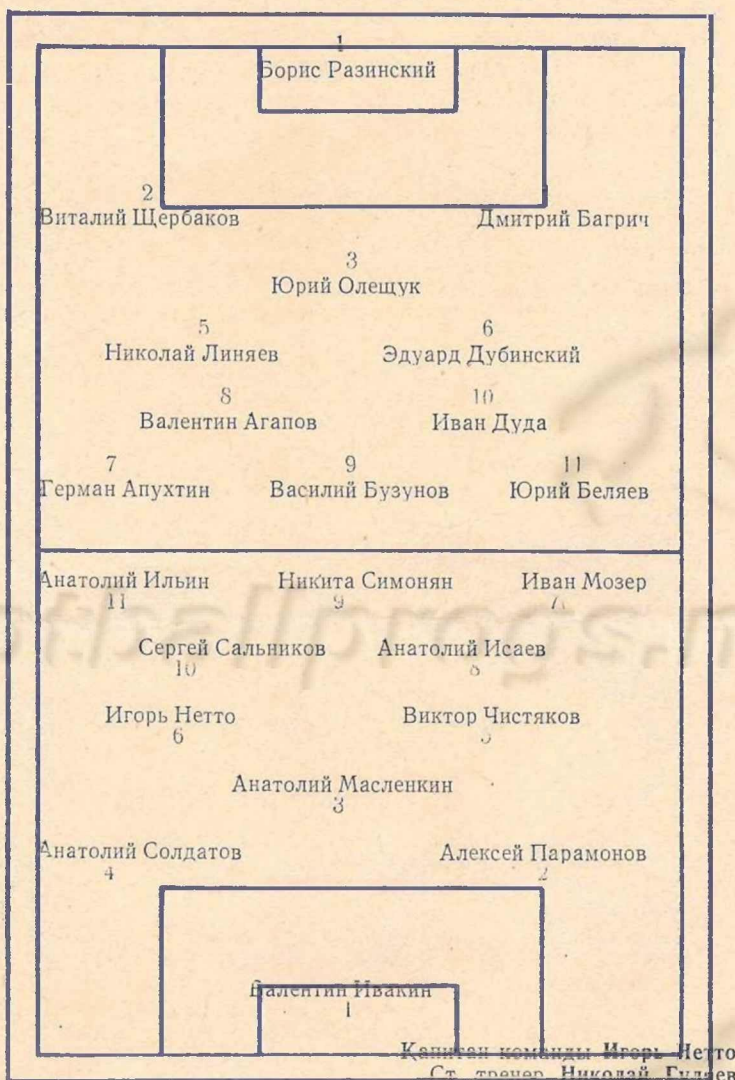 1
Борис Разинский
2
Виталий Щербаков Дмитрий Багрич
3
Юрий Олещук
5 6
Николай Линяев Эдуард Дубинский
8 10
Валентин Агапов Иван Дуда
7 9 11
Герман Апухтин Василий Бузунов Юрий Беляев
Анатолий Ильин Никита Симонян Иван Мозер
11 9 7
Сергей Сальников Анатолий Исаев
10 8
Игорь Нетто Виктор Чистяков
6 5
Анатолий Масленкин
3
Анатолий Солдатов Алексей Парамонов
4 2
Валентин Ивакин
1
Капитан команды Игорь Нетто
Ст. тренер Николай Гуляев